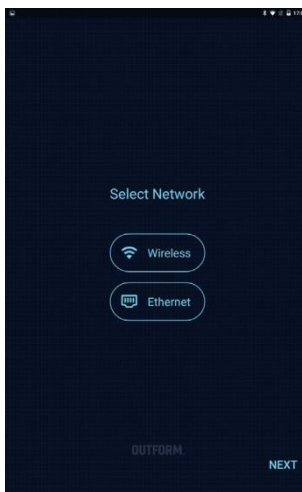 Select Network
Wireless
Ethernet
OUTFORM
NEXT